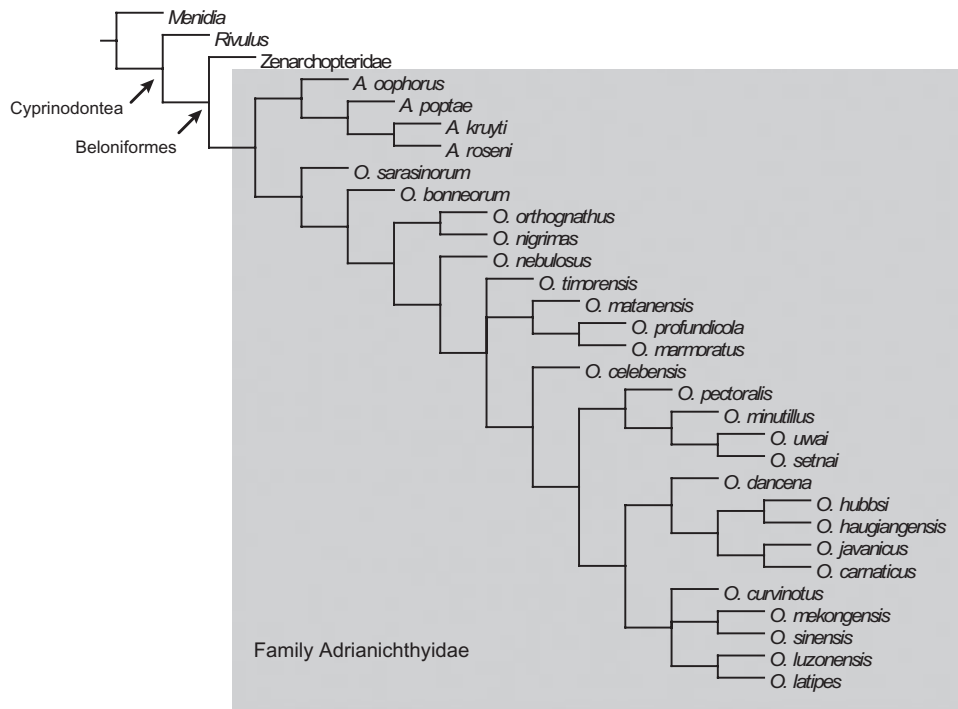 Menidia
Rivulus
Zenarchopteridae
A. oophorus
A. poptae
Cyprinodontea
A. kruyti
Beloniformes
A. roseni
O. sarasinorum
O. bonneorum
O. orthognathus
O. nigrimas
O. nebulosus
O. timorensis
O. matanensis
O. profundicola
O. marmoratus
O. celebensis
O. pectoralis
O. minutillus
O. uwai
O. setnai
O. dancena
O. hubbsi
O. haugiangensis
O. javanicus
O. carnaticus
O. curvinotus
O. mekongensis
O. sinensis
Family Adrianichthyidae
O. luzonensis
O. latipes